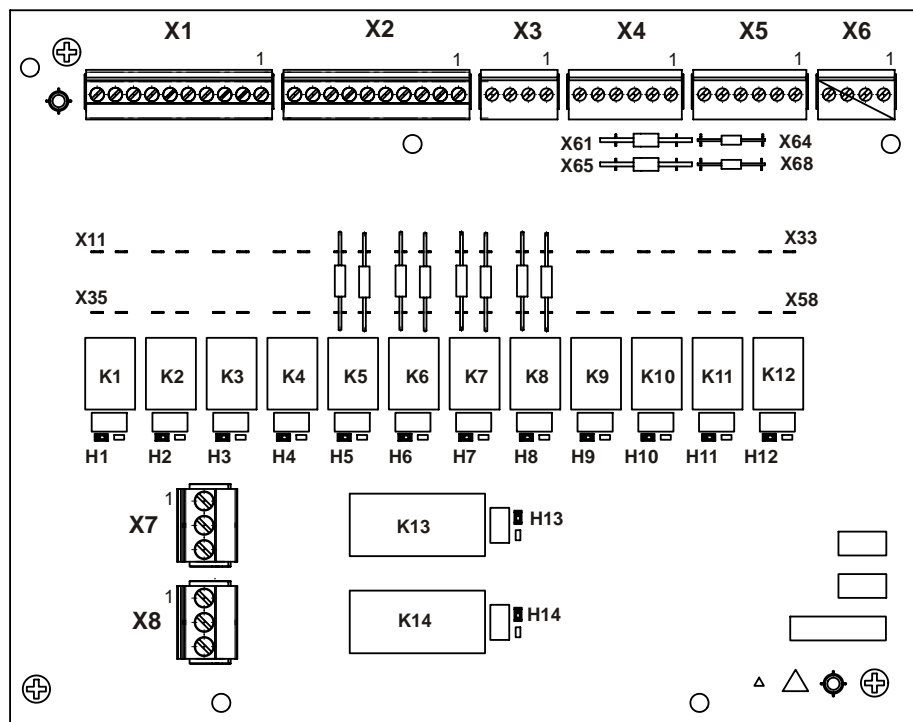 X1 X2 X3 X4 X5 X6
1 1 1 1 1 1
X61 X64
X65 X68
X11 X33
X35 X58
K1 K2 K3 K4 K5 K6 K7 K8 K9 K10 K11 K12
H1 H2 H3 H4 H5 H6 H7 H8 H9 H10 H11 H12
1
X7 K13 H13
1
X8 K14 H14